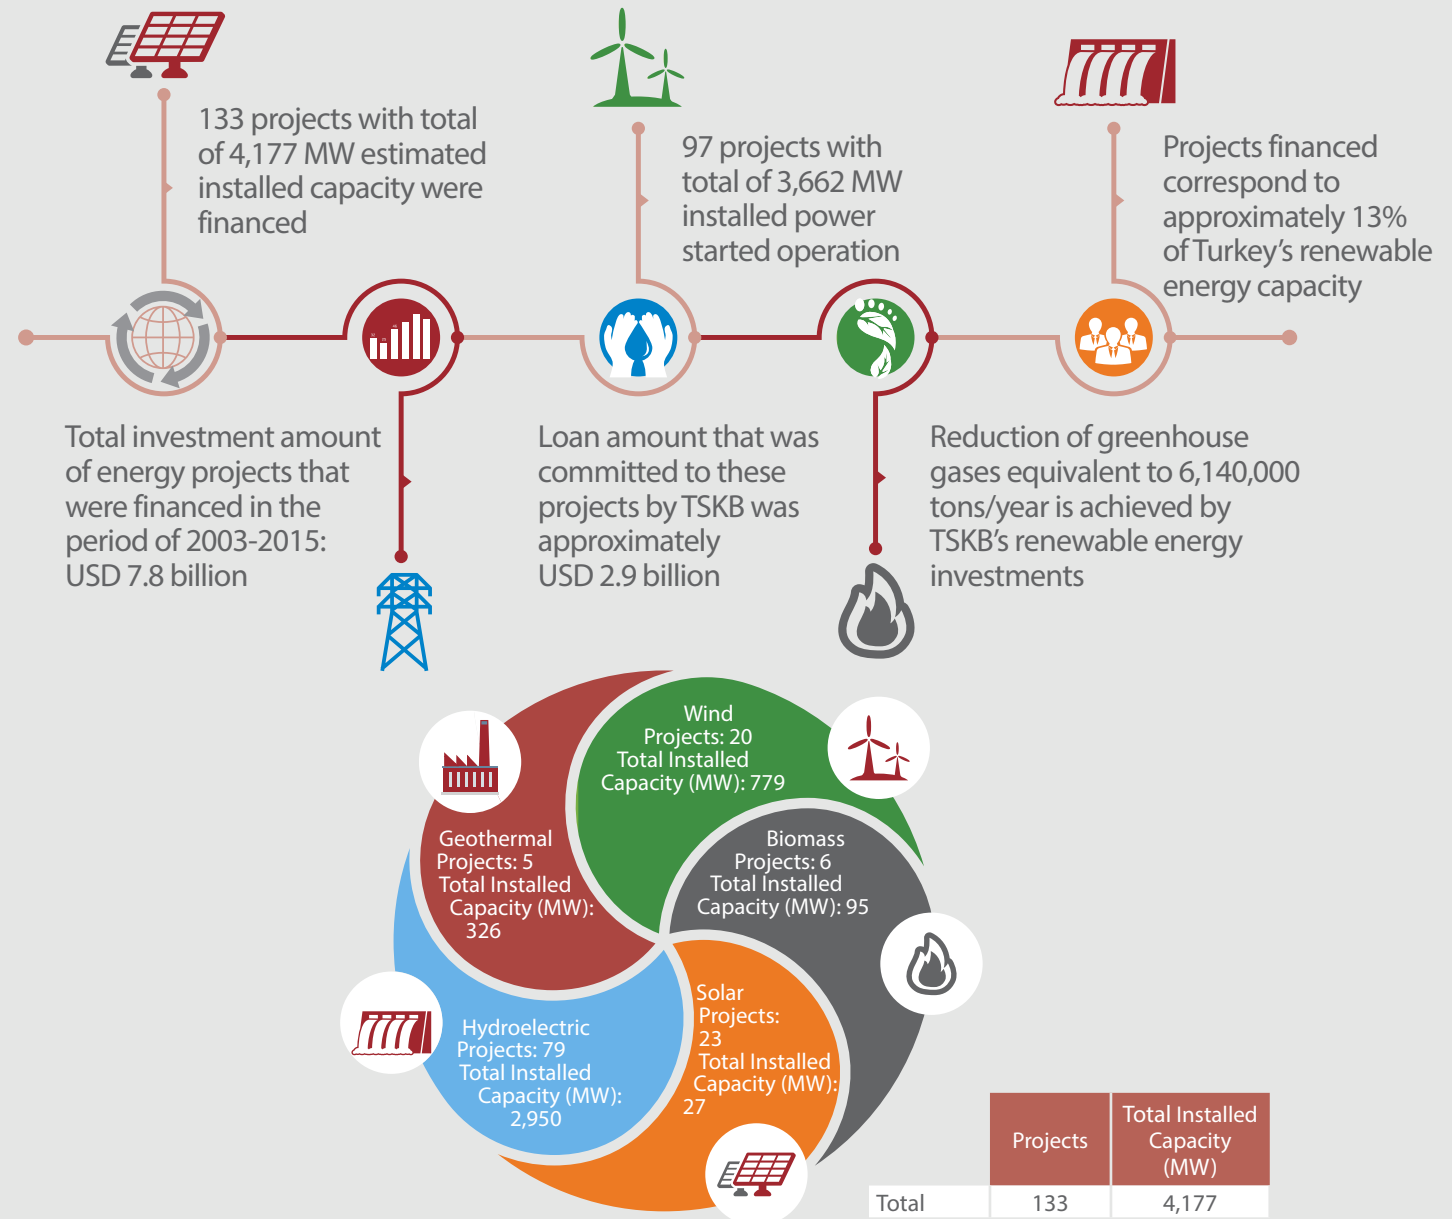 133 projects with total
of 4,177 MW estimated
installed capacity were
financed
97 projects with
total of 3,662 MW
installed power
started operation
Projects financed
correspond to
approximately 13%
of Turkey’s renewable
energy capacity
Total investment amount
of energy projects that
were financed in the
period of 2003-2015:
USD 7.8 billion
Loan amount that was
committed to these
projects by TSKB was
approximately
USD 2.9 billion
Reduction of greenhouse
gases equivalent to 6,140,000
tons/year is achieved by
TSKB’s renewable energy
investments
Wind
Projects: 20
Total Installed
Capacity (MW): 779
Geothermal
Projects: 5
Total Installed
Capacity (MW):
326
Biomass
Projects: 6
Total Installed
Capacity (MW): 95
Hydroelectric
Projects: 79
Total Installed
Capacity (MW):
2,950
Solar
Projects:
23
Total Installed
Capacity (MW):
27
Projects
Total Installed
Capacity
(MW)
Total 133 4,177